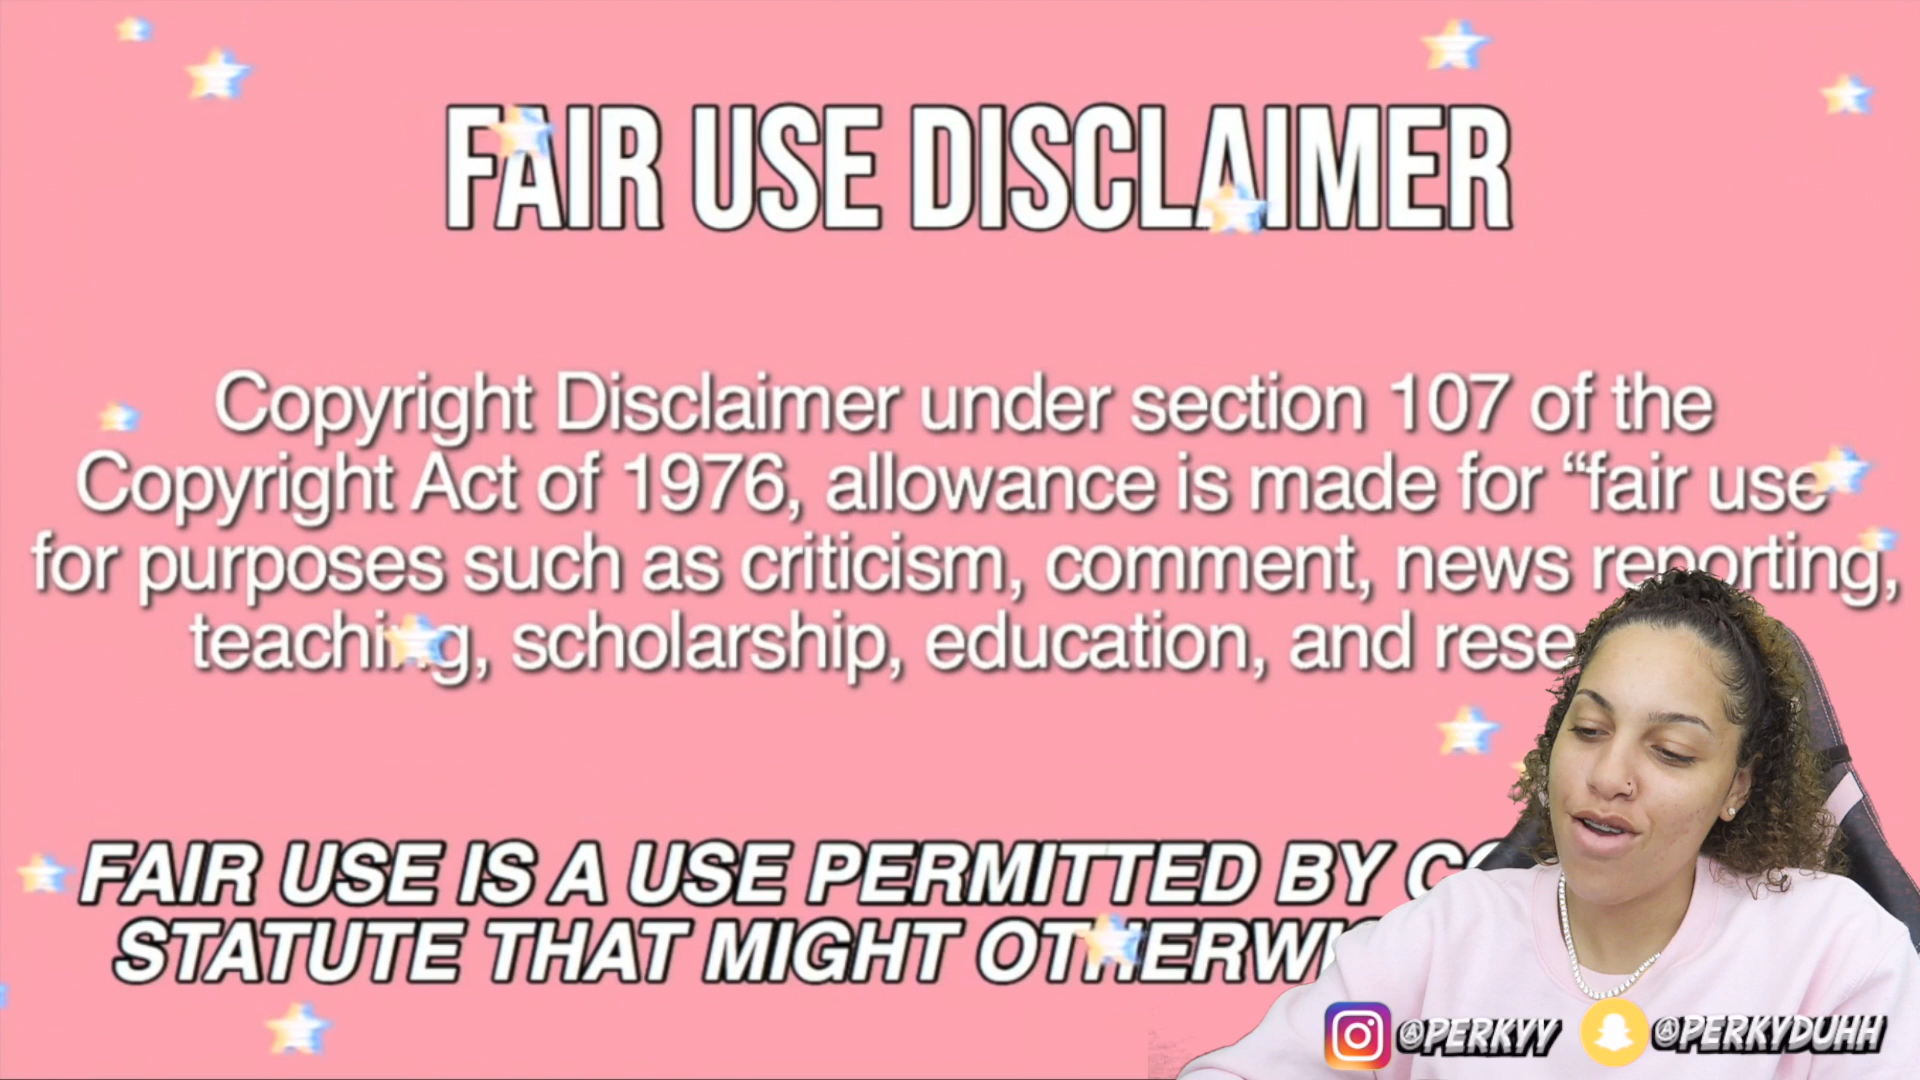 FAIR USE DISCLAIMER
Copyright Disclaimer under section 107 of the
Copyright Act of 1976, allowance is made for “fair use
for purposes such as criticism, comment, news reporting,
teaching, scholarship, education, and
FAIR USE IS A USE PERMITTED BY
STATUTE THAT MIGHT
@PERKYY @PERKYDUHH